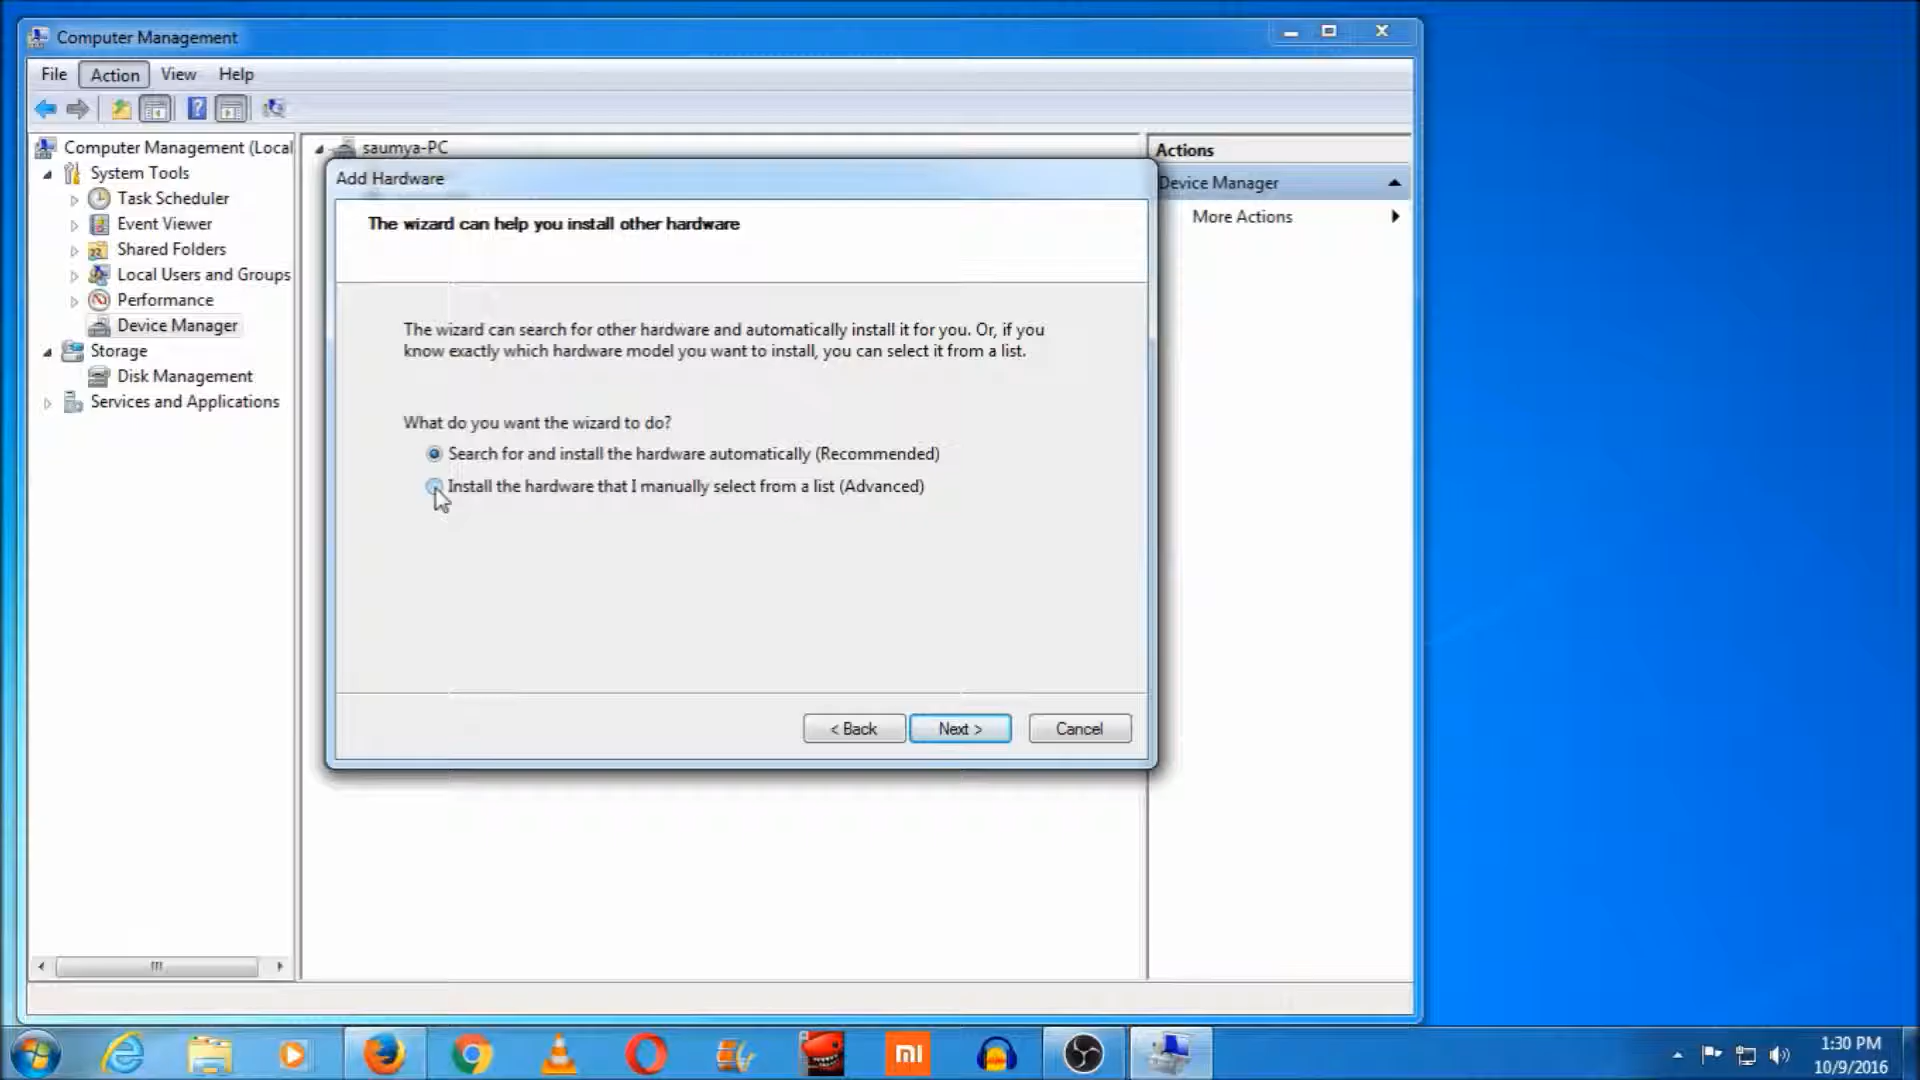 Computer Management
File Action View Help
Computer Management (Local
System Tools
Task Scheduler
Event Viewer
Shared Folders
Local Users and Groups
Performance
Device Manager
Storage
Disk Management
Services and Applications
saumya-PC
Add Hardware
The wizard can help you install other hardware
The wizard can search for other hardware and automatically install it for you. Or, if you
know exactly which hardware model you want to install, you can select it from a list.
What do you want the wizard to do?
Search for and install the hardware automatically (Recommended)
Install the hardware that I manually select from a list (Advanced)
< Back Next > Cancel
Actions
Device Manager
More Actions
mi
1:30 PM
10/9/2016